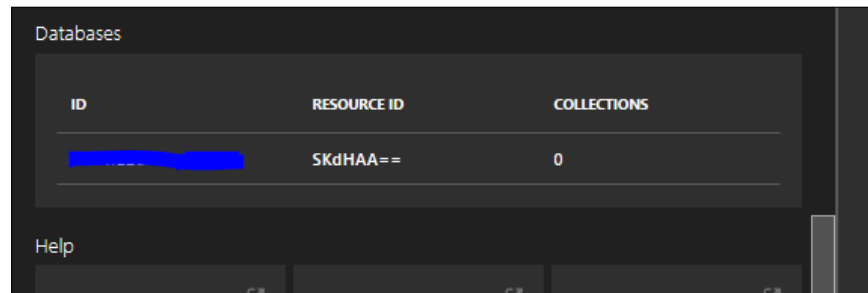 Databases
ID RESOURCE ID COLLECTIONS
SKdHAA== 0
Help